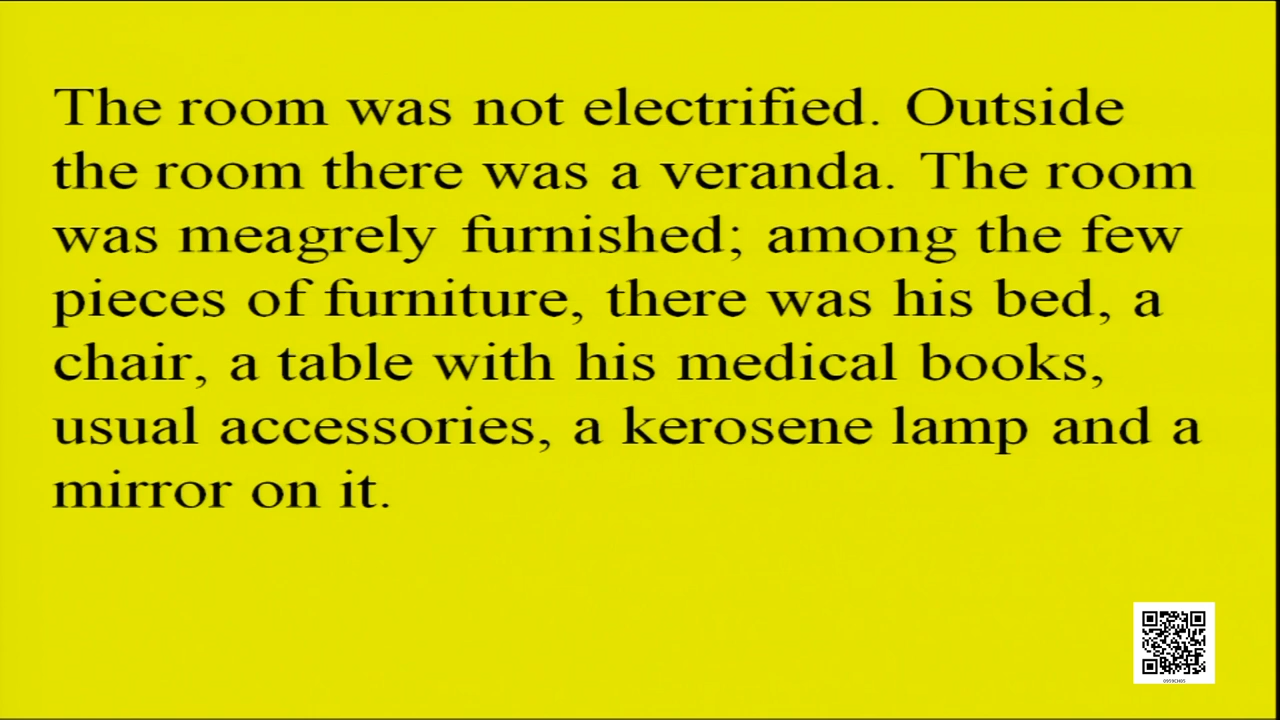 The room was not electrified. Outside
the room there was a veranda. The room
was meagrely furnished; among the few
pieces of furniture, there was his bed, a
chair, a table with his medical books,
usual accessories, a kerosene lamp and a
mirror on it.
0959CH05